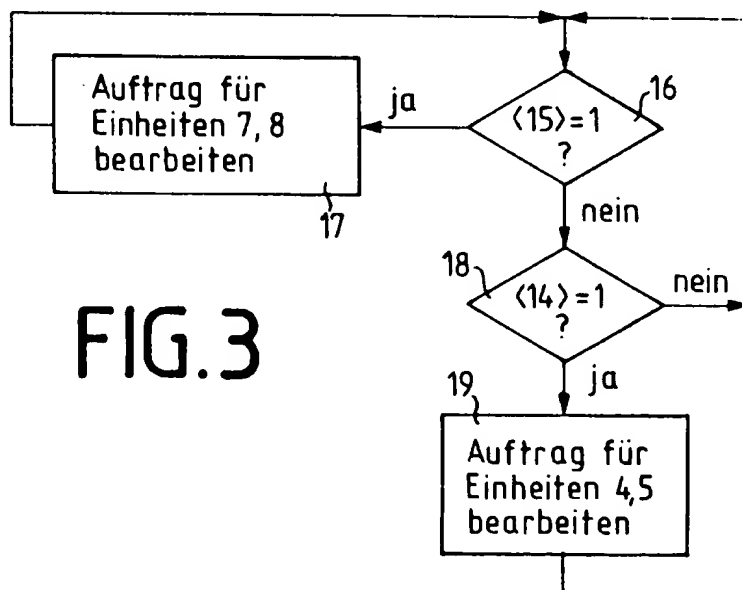 Auftrag für
Einheiten 7, 8
bearbeiten
17
ja
⟨15⟩=1
?
16
nein
18
⟨14⟩=1
?
nein
ja
FIG.3
19
Auftrag für
Einheiten 4,5
bearbeiten